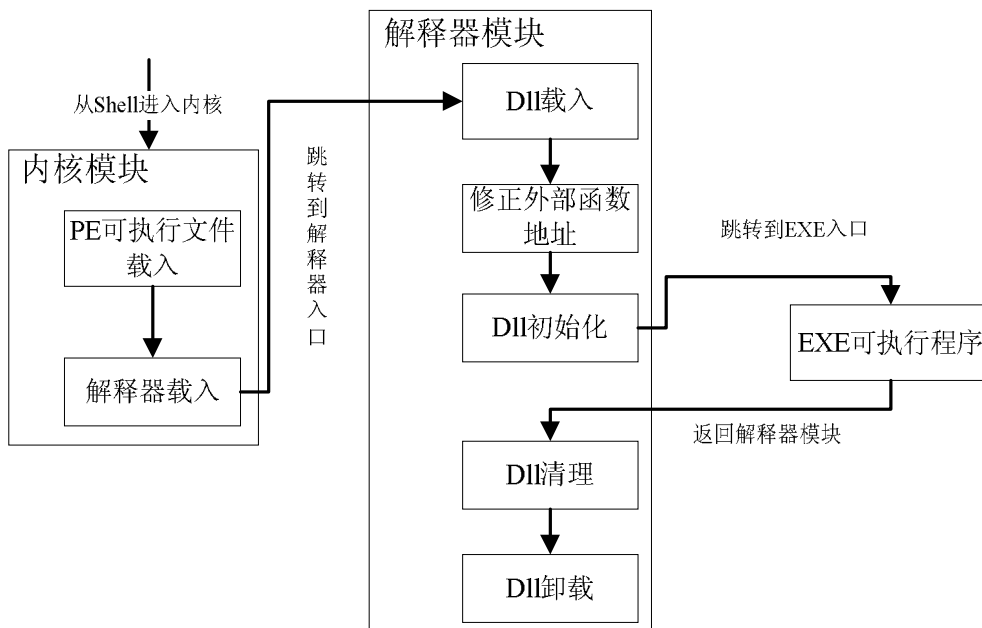 从Shell进入内核
内核模块
PE可执行文件
载入
解释器载入
跳转到解释器入口
解释器模块
Dll载入
修正外部函数
地址
Dll初始化
跳转到EXE入口
EXE可执行程序
返回解释器模块
Dll清理
Dll卸载